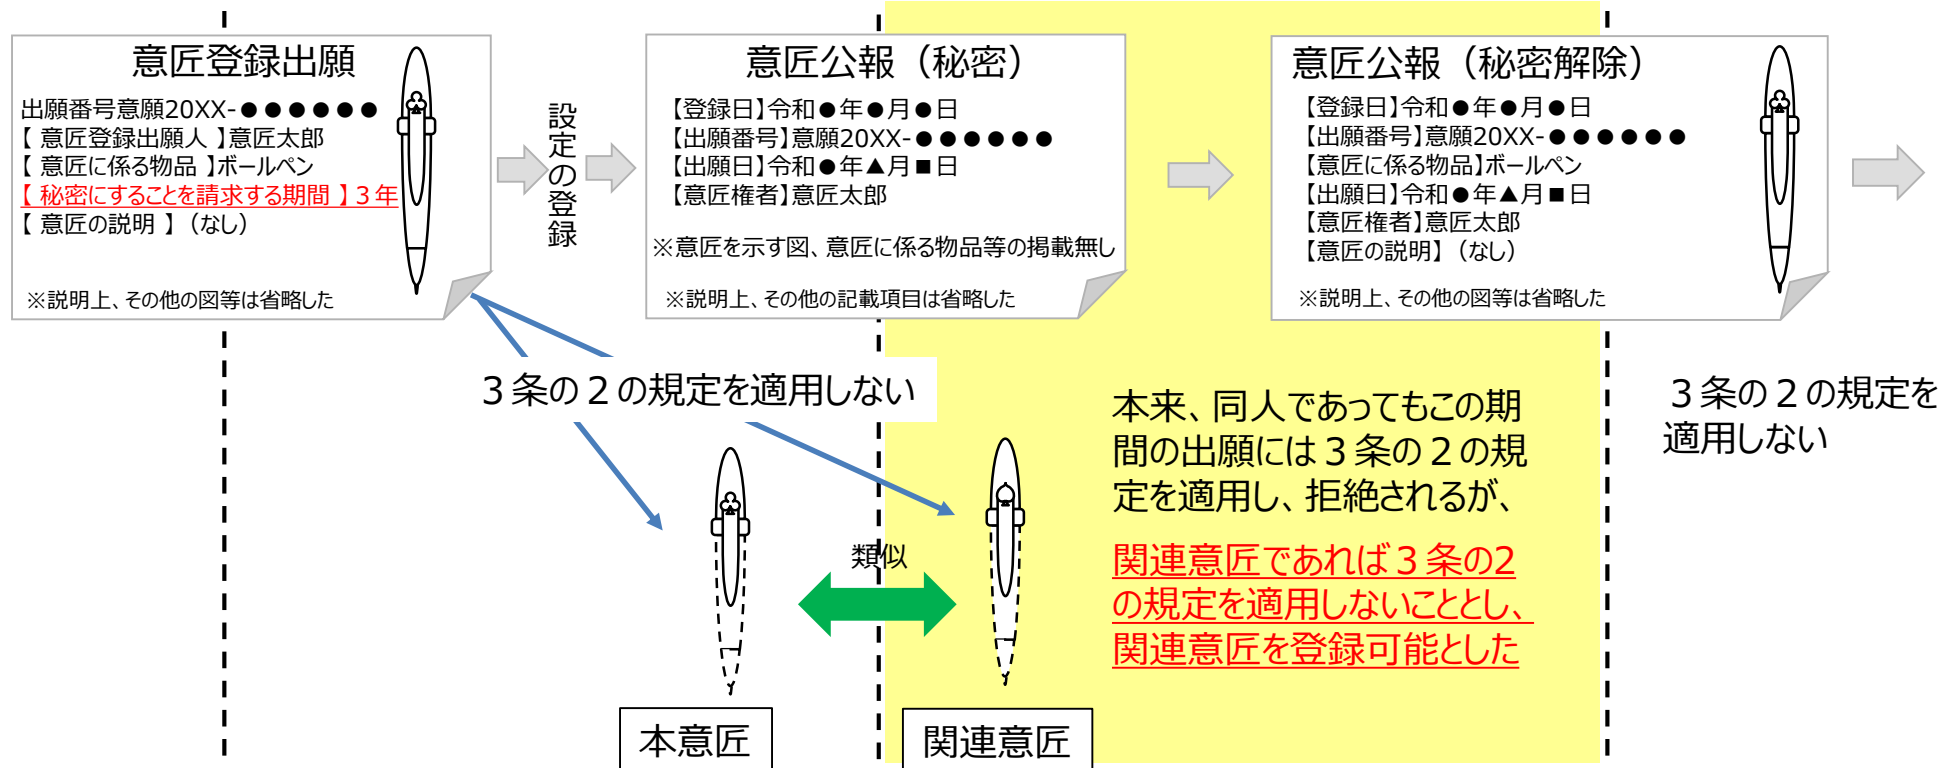 意匠登録出願
出願番号意願20XX-●●●●●●
【 意匠登録出願人 】意匠太郎
【 意匠に係る物品 】ボールペン
【 秘密にすることを請求する期間 】３年
【 意匠の説明 】（なし）
※説明上、その他の図等は省略した
設定の登録
意匠公報（秘密）
【登録日】令和●年●月●日
【出願番号】意願20XX-●●●●●●
【出願日】令和●年▲月■日
【意匠権者】意匠太郎
※意匠を示す図、意匠に係る物品等の掲載無し
※説明上、その他の記載項目は省略した
意匠公報（秘密解除）
【登録日】令和●年●月●日
【出願番号】意願20XX-●●●●●●
【意匠に係る物品】ボールペン
【出願日】令和●年▲月■日
【意匠権者】意匠太郎
【意匠の説明】（なし）
※説明上、その他の図等は省略した
３条の２の規定を適用しない
類似
本意匠
関連意匠
本来、同人であってもこの期
間の出願には３条の２の規
定を適用し、拒絶されるが、
関連意匠であれば３条の2
の規定を適用しないこととし、
関連意匠を登録可能とした
３条の２の規定を
適用しない